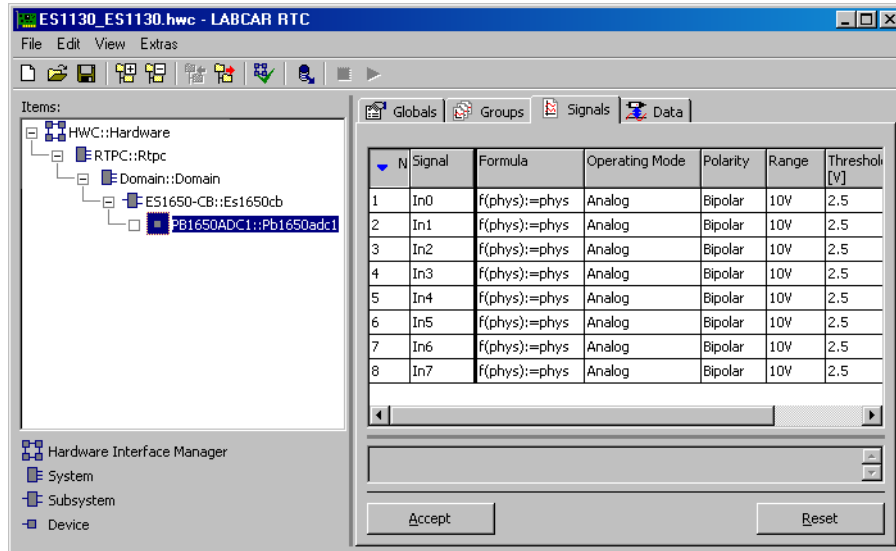 ES1130_ES1130.hwc - LABCAR RTC
File Edit View Extras
Items:
HWC::Hardware
RTPC::Rtpc
Domain::Domain
ES1650-CB::Es1650cb
PB1650ADC1::Pb1650adc1
Hardware Interface Manager
System
Subsystem
Device
Globals Groups Signals Data
N Signal Formula Operating Mode Polarity Range Threshold
[V]
1 In0 f(phys):=phys Analog Bipolar 10V 2.5
2 In1 f(phys):=phys Analog Bipolar 10V 2.5
3 In2 f(phys):=phys Analog Bipolar 10V 2.5
4 In3 f(phys):=phys Analog Bipolar 10V 2.5
5 In4 f(phys):=phys Analog Bipolar 10V 2.5
6 In5 f(phys):=phys Analog Bipolar 10V 2.5
7 In6 f(phys):=phys Analog Bipolar 10V 2.5
8 In7 f(phys):=phys Analog Bipolar 10V 2.5
Accept Reset